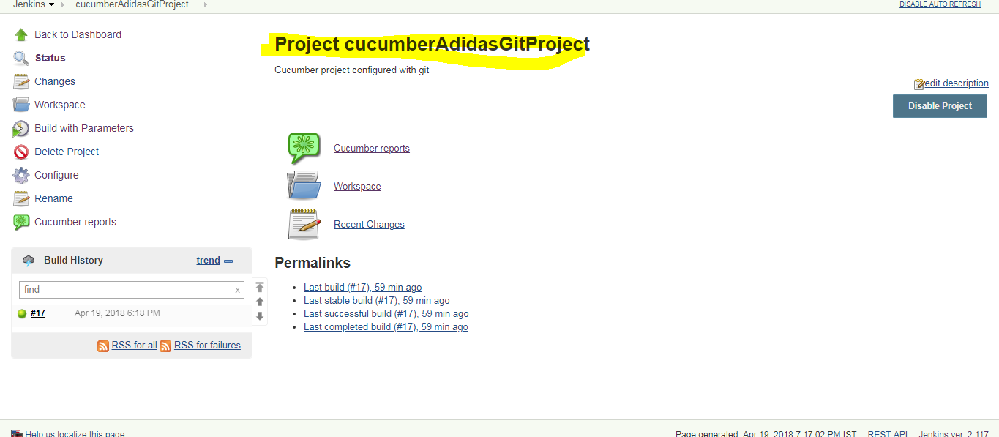 Jenkins cucumberAdidasGitProject
DISABLE AUTO REFRESH
Back to Dashboard
Status
Changes
Workspace
Build with Parameters
Delete Project
Configure
Rename
Cucumber reports
Build History trend
find x
#17 Apr 19, 2018 6:18 PM
RSS for all RSS for failures
Project cucumberAdidasGitProject
Cucumber project configured with git
edit description
Disable Project
Cucumber reports
Workspace
Recent Changes
Permalinks
Last build (#17), 59 min ago
Last stable build (#17), 59 min ago
Last successful build (#17), 59 min ago
Last completed build (#17), 59 min ago
Help us localize this page
Page generated: Apr 19, 2018 7:17:02 PM IST REST API Jenkins ver. 2.117